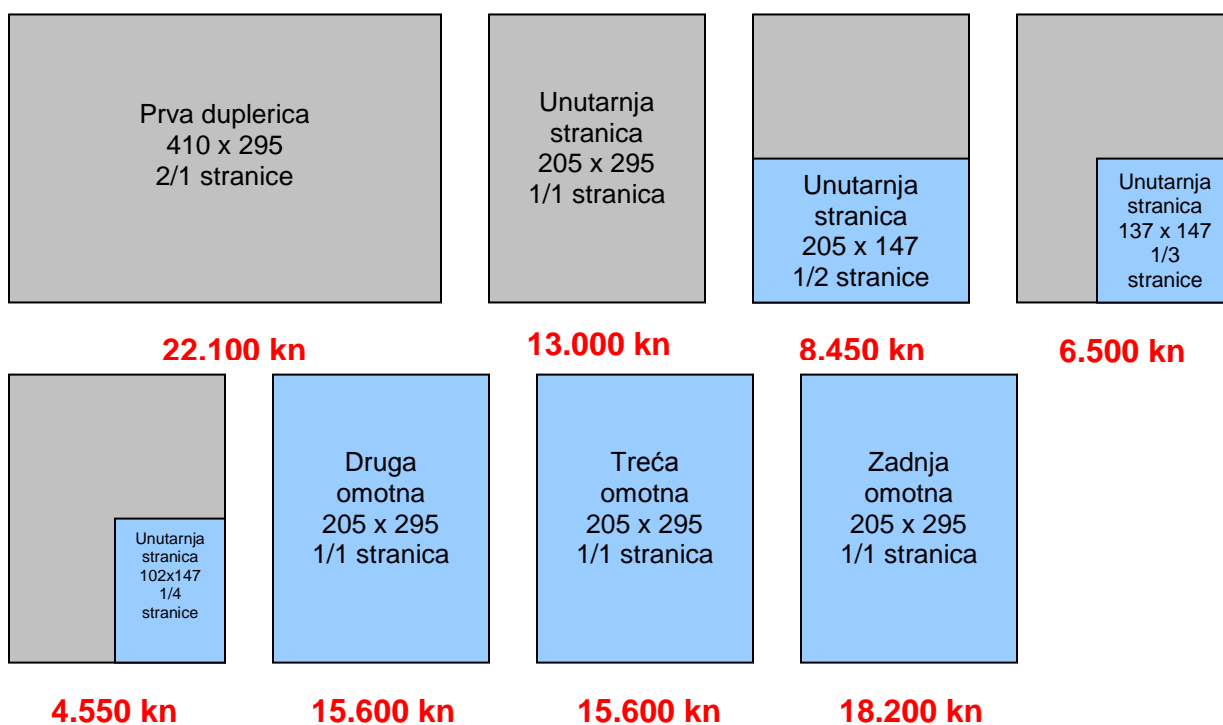 Prva duplerica
410 x 295
2/1 stranice
Unutarnja
stranica
205 x 295
1/1 stranica
Unutarnja
stranica
205 x 147
1/2 stranice
Unutarnja
stranica
137 x 147
1/3
stranice
22.100 kn
13.000 kn
8.450 kn
6.500 kn
Unutarnja
stranica
102x147
1/4
stranice
Druga
omotna
205 x 295
1/1 stranica
Treća
omotna
205 x 295
1/1 stranica
Zadnja
omotna
205 x 295
1/1 stranica
4.550 kn
15.600 kn
15.600 kn
18.200 kn